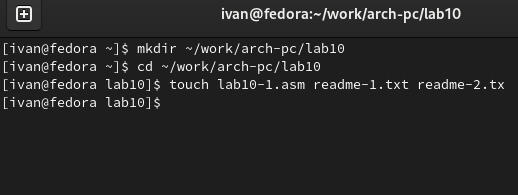 ivan@fedora:~/work/arch-pc/lab10
[ivan@fedora ~]$ mkdir ~/work/arch-pc/lab10
[ivan@fedora ~]$ cd ~/work/arch-pc/lab10
[ivan@fedora lab10]$ touch lab10-1.asm readme-1.txt readme-2.tx
[ivan@fedora lab10]$